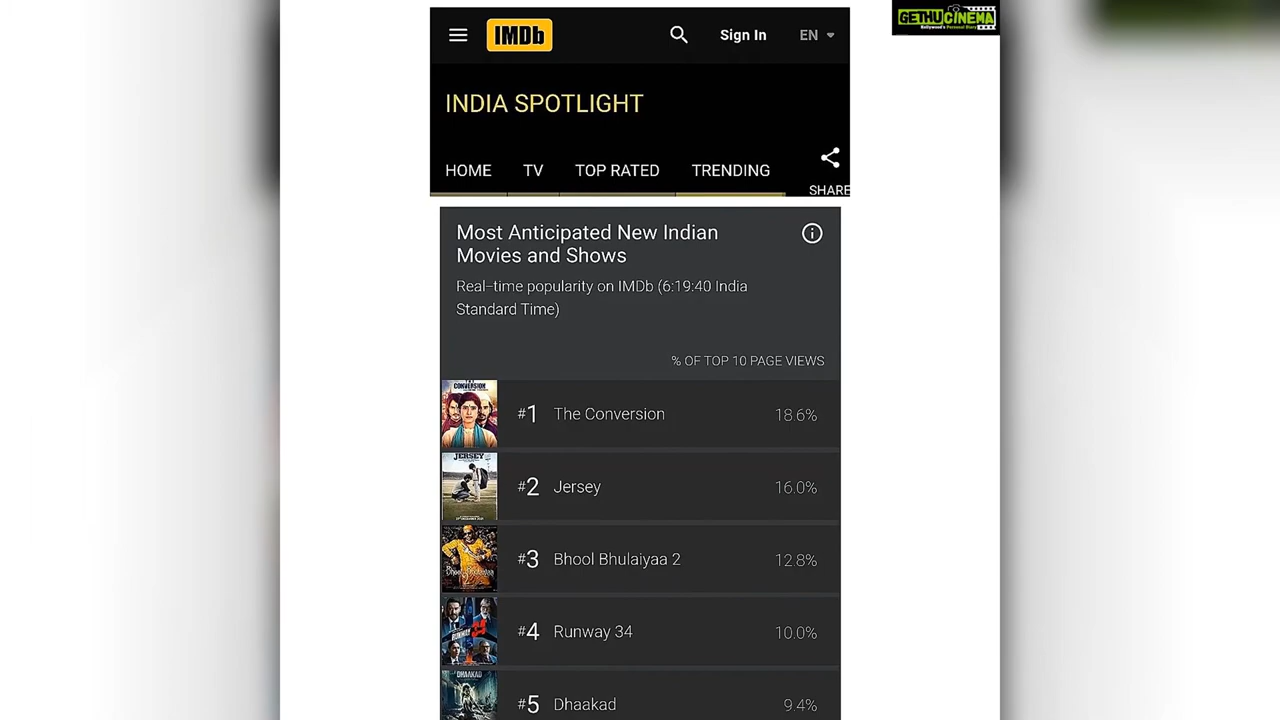 GETHU CINEMA
IMDb
Sign In
EN
INDIA SPOTLIGHT
HOME TV TOP RATED TRENDING
SHARE
Most Anticipated New Indian
Movies and Shows
Real-time popularity on IMDb (6:19:40 India
Standard Time)
% OF TOP 10 PAGE VIEWS
CONVERSION
#1 The Conversion 18.6%
JERSEY
#2 Jersey 16.0%
#3 Bhool Bhulaiyaa 2 12.8%
#4 Runway 34 10.0%
DHAAKAD
#5 Dhaakad 9.4%